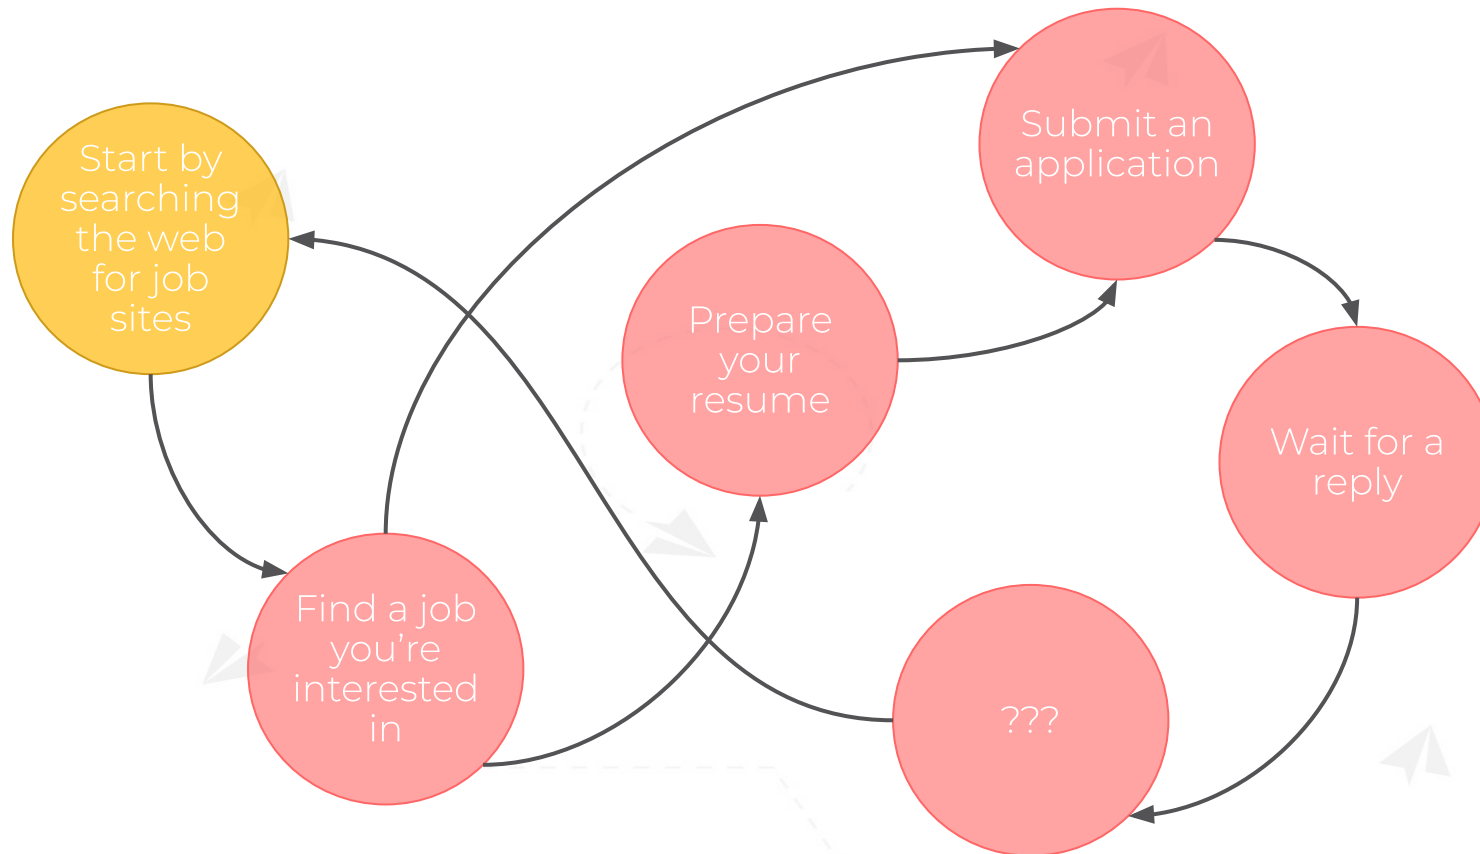 Start by
searching
the web
for job
sites
Find a job
you’re
interested
in
Prepare
your
resume
Submit an
application
Wait for a
reply
???